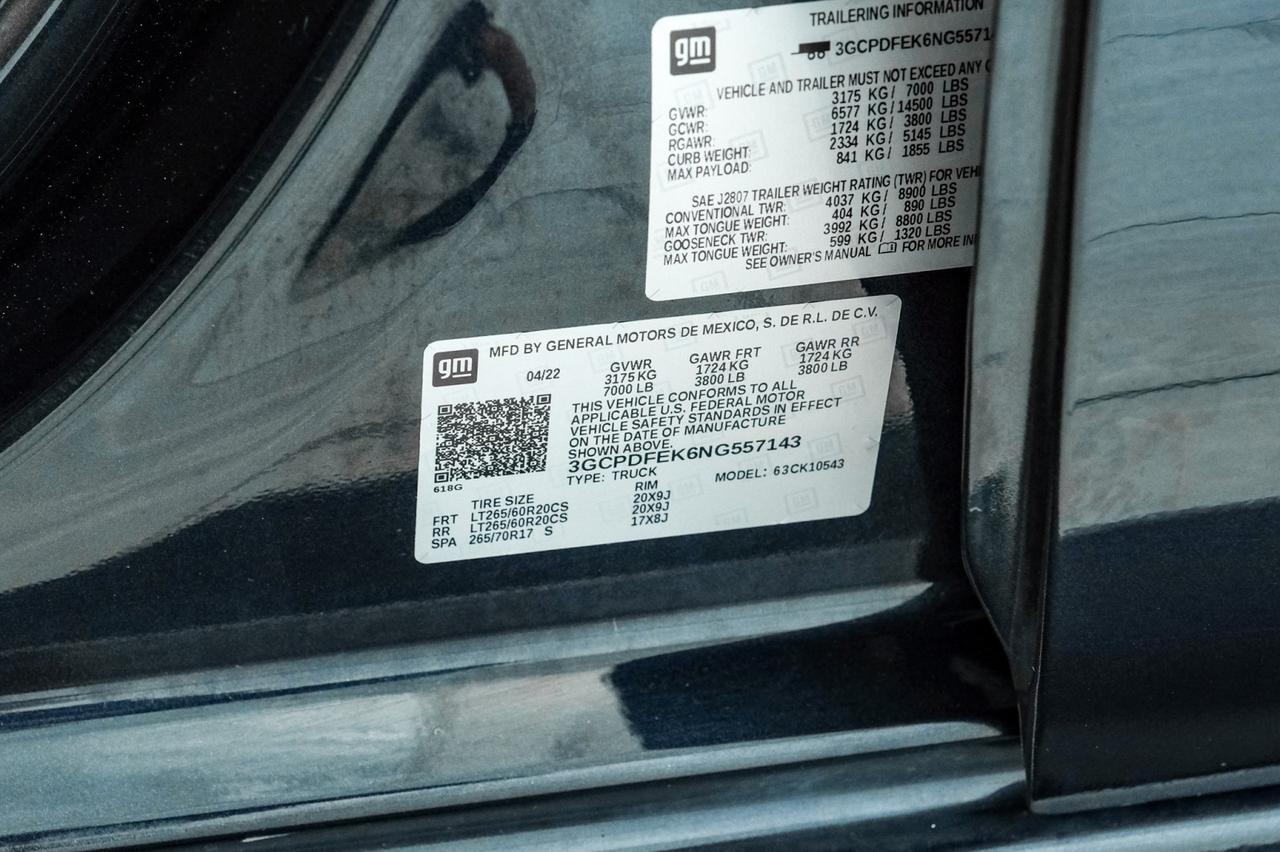 TRAILERING INFORMATION
gm
3GCPDFEK6NG5571
VEHICLE AND TRAILER MUST NOT EXCEED ANY
GVWR: 3175 KG/ 7000 LBS
GCWR: 6577 KG/14500 LBS
RGAWR: 1724 KG/ 3800 LBS
CURB WEIGHT: 2334 KG/ 5145 LBS
MAX PAYLOAD: 841 KG/ 1855 LBS
SAE J2807 TRAILER WEIGHT RATING (TWR) FOR VEHI
CONVENTIONAL TWR: 4037 KG/ 8900 LBS
MAX TONGUE WEIGHT: 404 KG/ 890 LBS
GOOSENECK TWR: 3992 KG/ 8800 LBS
MAX TONGUE WEIGHT: 599 KG/ 1320 LBS
SEE OWNER'S MANUAL FOR MORE IN
gm
MFD BY GENERAL MOTORS DE MEXICO, S. DE R.L. DE C.V.
04/22 GVWR GAWR FRT GAWR RR
3175 KG 1724 KG 1724 KG
7000 LB 3800 LB 3800 LB
THIS VEHICLE CONFORMS TO ALL
APPLICABLE U.S. FEDERAL MOTOR
VEHICLE SAFETY STANDARDS IN EFFECT
ON THE DATE OF MANUFACTURE
SHOWN ABOVE.
3GCPDFEK6NG557143
TYPE: TRUCK MODEL: 63CK10543
618G
TIRE SIZE RIM
FRT LT265/60R20CS 20X9J
RR LT265/60R20CS 20X9J
SPA 265/70R17 S 17X8J